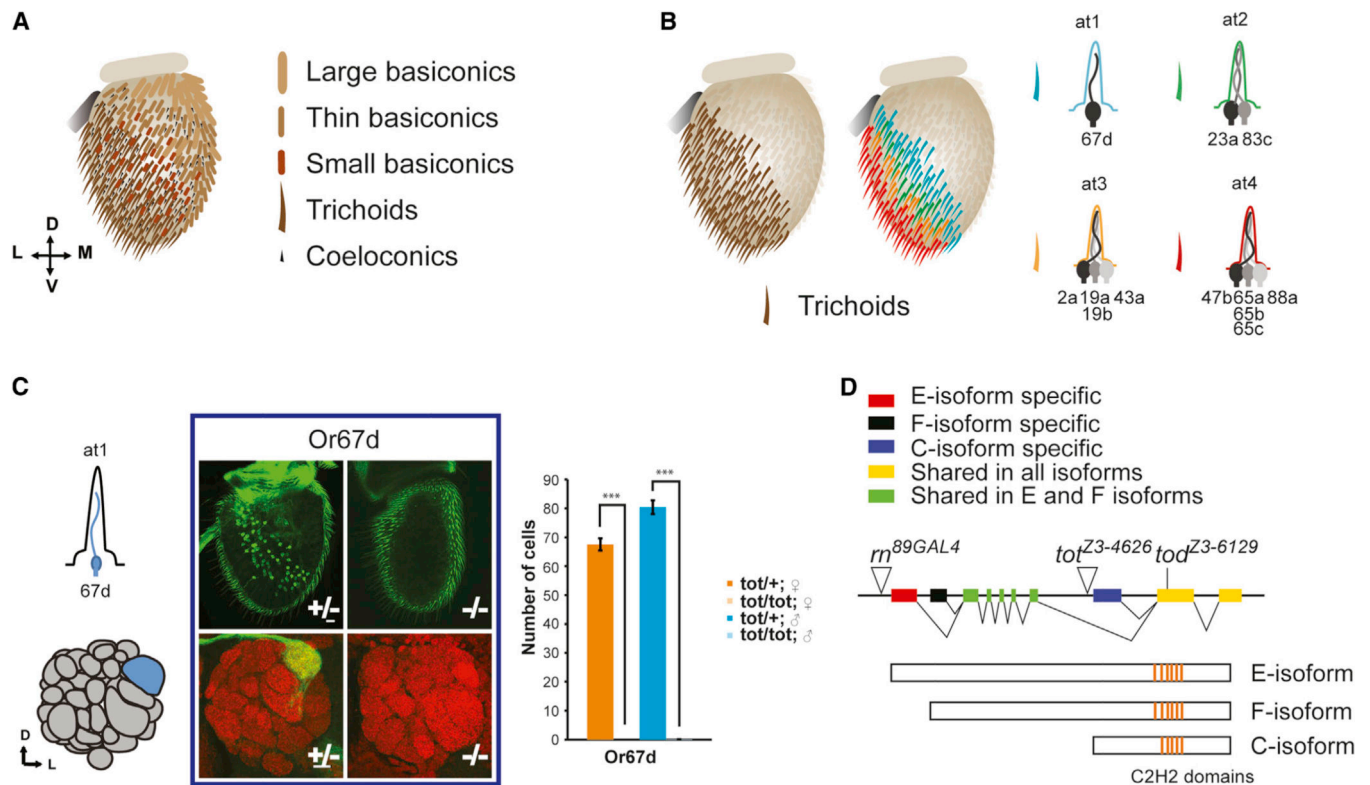 A
Large basiconics
Thin basiconics
Small basiconics
Trichoids
Coeloconics
D
L M
V
B
at1 at2
67d 23a 83c
at3 at4
2a 19a 43a 47b 65a 88a
19b 65b
65c
Trichoids
C
at1
67d
D
L
Or67d
+/- -/-
+/- -/-
Number of cells
90
80
70
60
50
40
30
20
10
0
*** ***
Or67d
tot/+; ♀
tot/tot; ♀
tot/+; ♂
tot/tot; ♂
D
E-isoform specific
F-isoform specific
C-isoform specific
Shared in all isoforms
Shared in E and F isoforms
rn89GAL4 totZ3-4626 todZ3-6129
E-isoform
F-isoform
C-isoform
C2H2 domains